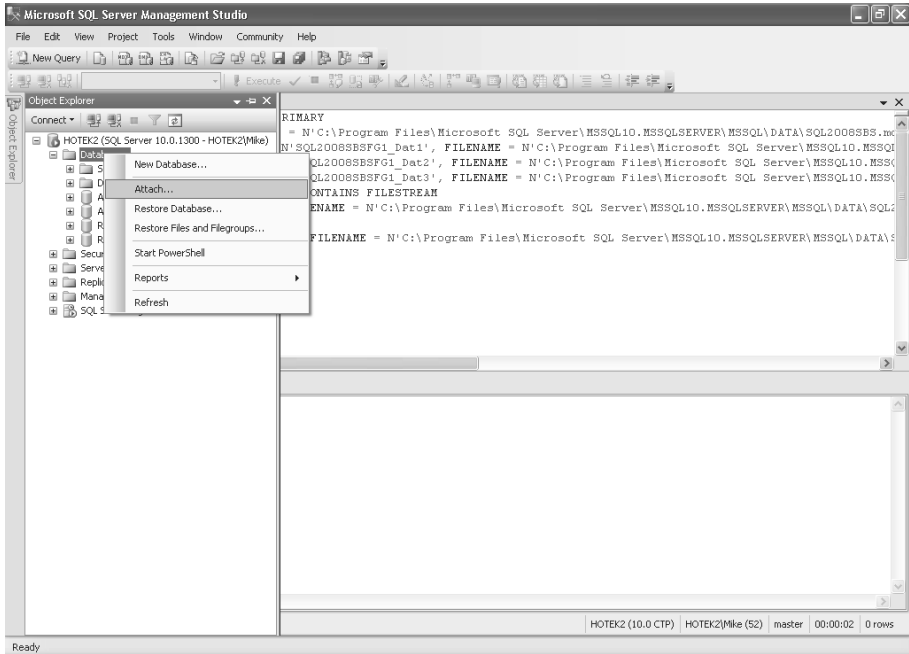 Microsoft SQL Server Management Studio
File Edit View Project Tools Window Community Help
New Query
Execute
Object Explorer
Connect
Object Explorer
HOTEK2 (SQL Server 10.0.1300 - HOTEK2\Mike)
New Database...
Attach...
Restore Database...
Restore Files and Filegroups...
Start PowerShell
Reports
Refresh
RIMARY
= N'C:\Program Files\Microsoft SQL Server\MSSQL10.MSSQLSERVER\MSSQL\DATA\SQL2008SBS.md
N'SQL2008SBSFG1_Dat1', FILENAME = N'C:\Program Files\Microsoft SQL Server\MSSQL10.MSSQL
QL2008SBSFG1_Dat2', FILENAME = N'C:\Program Files\Microsoft SQL Server\MSSQL10.MSS
QL2008SBSFG1_Dat3', FILENAME = N'C:\Program Files\Microsoft SQL Server\MSSQL10.MSS
ONTAINS FILESTREAM
ENAME = N'C:\Program Files\Microsoft SQL Server\MSSQL10.MSSQLSERVER\MSSQL\DATA\SQL2
FILENAME = N'C:\Program Files\Microsoft SQL Server\MSSQL10.MSSQLSERVER\MSSQL\DATA\S
HOTEK2 (10.0 CTP) HOTEK2\Mike (52) master 00:00:02 0 rows
Ready